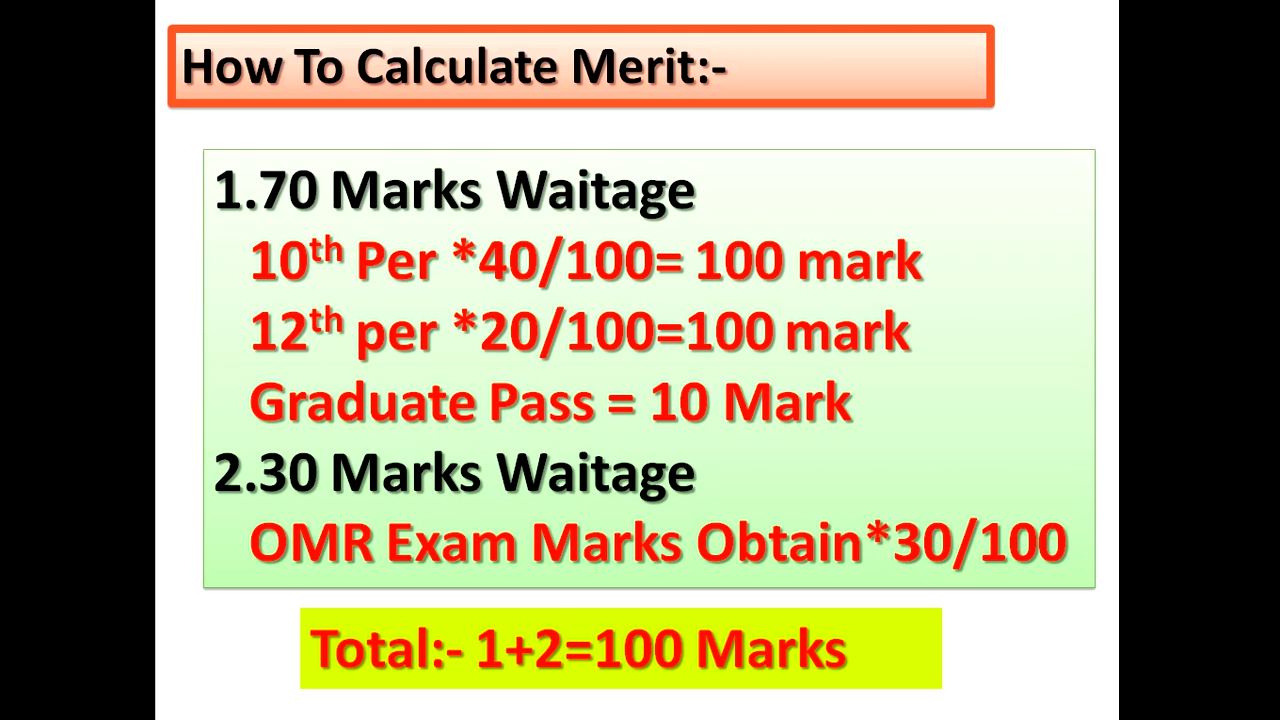 How To Calculate Merit:-
1.70 Marks Waitage
10th Per *40/100= 100 mark
12th per *20/100=100 mark
Graduate Pass = 10 Mark
2.30 Marks Waitage
OMR Exam Marks Obtain*30/100
Total:- 1+2=100 Marks